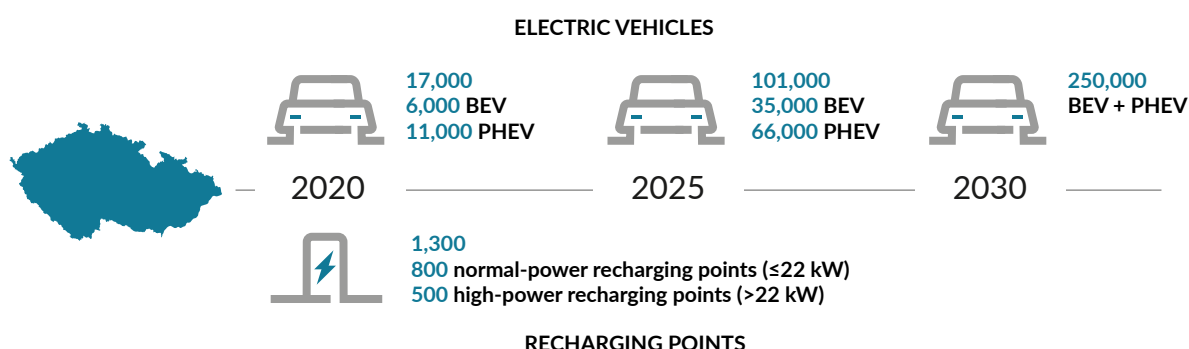 ELECTRIC VEHICLES
17,000
6,000 BEV
11,000 PHEV
101,000
35,000 BEV
66,000 PHEV
250,000
BEV + PHEV
2020
2025
2030
1,300
800 normal-power recharging points (≤22 kW)
500 high-power recharging points (>22 kW)
RECHARGING POINTS